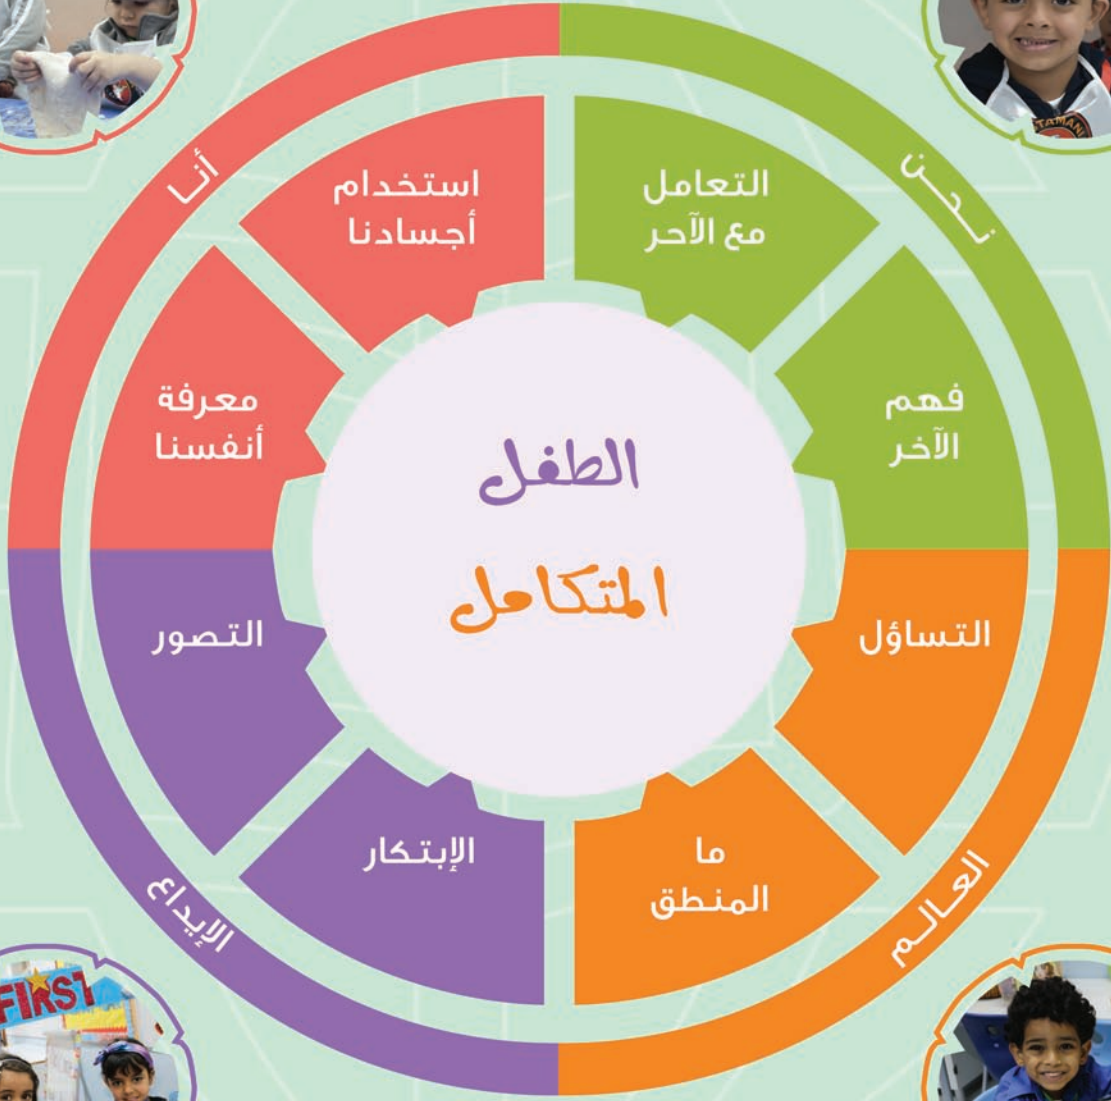 أنا
نحن
استخدام
أجسادنا
التعامل
مع الآحر
معرفة
أنفسنا
فهم
الآخر
الطفل
المتكامل
التصور
التساؤل
الإبتكار
ما
المنطق
الإيداع
العالم
FIRST